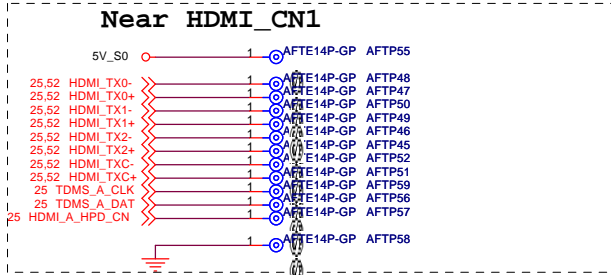 Near HDMI_CN1
5V_S0 1 AFTE14P-GP AFTP55
25,52 HDMI_TX0- 1 AFTE14P-GP AFTP48
25,52 HDMI_TX0+ 1 AFTE14P-GP AFTP47
25,52 HDMI_TX1- 1 AFTE14P-GP AFTP50
25,52 HDMI_TX1+ 1 AFTE14P-GP AFTP49
25,52 HDMI_TX2- 1 AFTE14P-GP AFTP46
25,52 HDMI_TX2+ 1 AFTE14P-GP AFTP45
25,52 HDMI_TXC- 1 AFTE14P-GP AFTP52
25,52 HDMI_TXC+ 1 AFTE14P-GP AFTP51
25 TDMS_A_CLK 1 AFTE14P-GP AFTP59
25 TDMS_A_DAT 1 AFTE14P-GP AFTP56
25 HDMI_A_HPD_CN 1 AFTE14P-GP AFTP57
1 AFTE14P-GP AFTP58